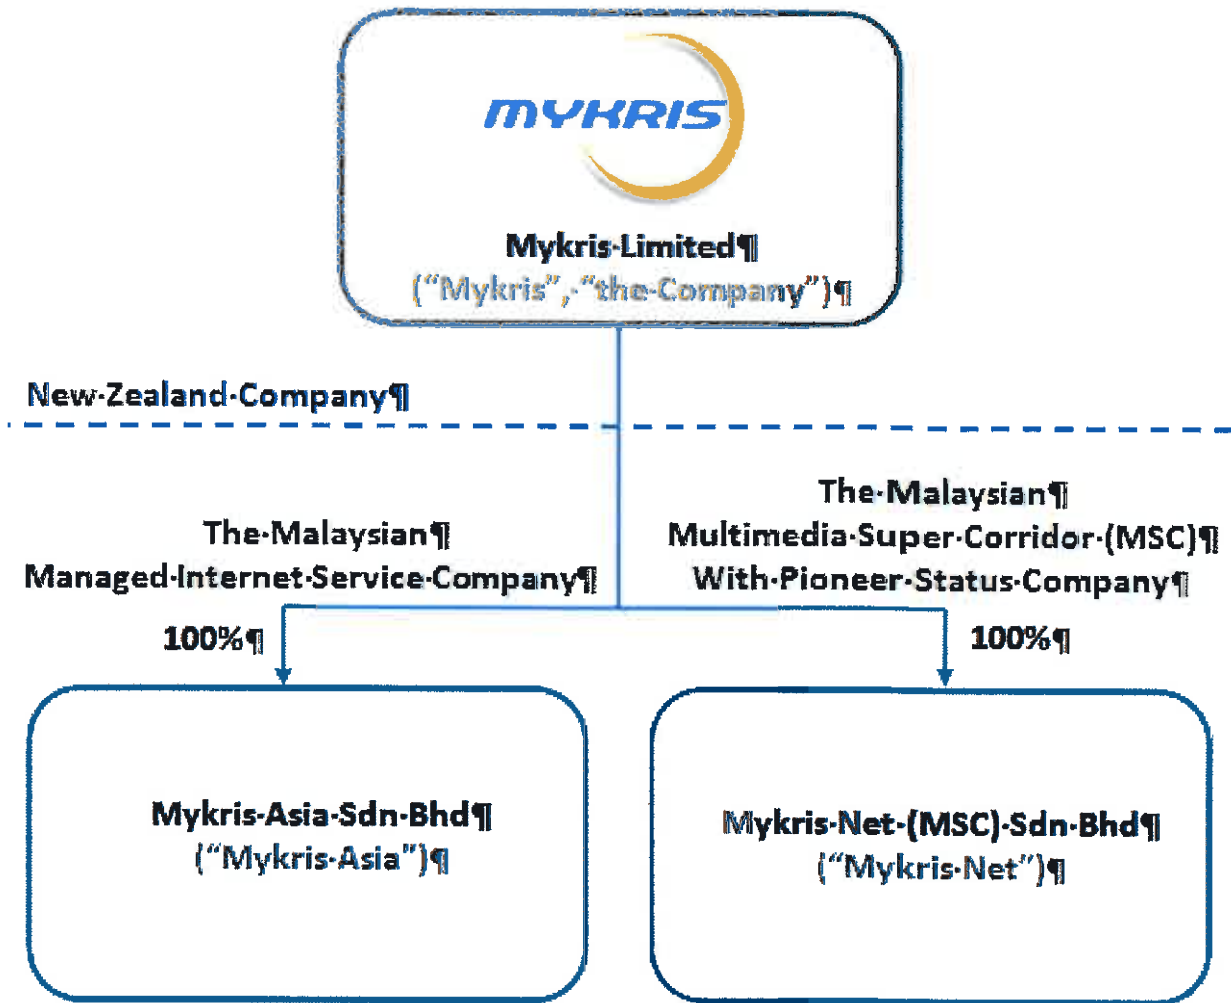 MYKRIS
Mykris·Limited¶
(“Mykris”,·“the·Company”)¶
New·Zealand·Company¶
The·Malaysian¶
Managed·Internet·Service·Company¶
100%¶
The·Malaysian¶
Multimedia·Super·Corridor·(MSC)¶
With·Pioneer·Status·Company¶
100%¶
Mykris·Asia·Sdn·Bhd¶
(“Mykris·Asia”)¶
Mykris·Net·(MSC)·Sdn·Bhd¶
(“Mykris·Net”)¶